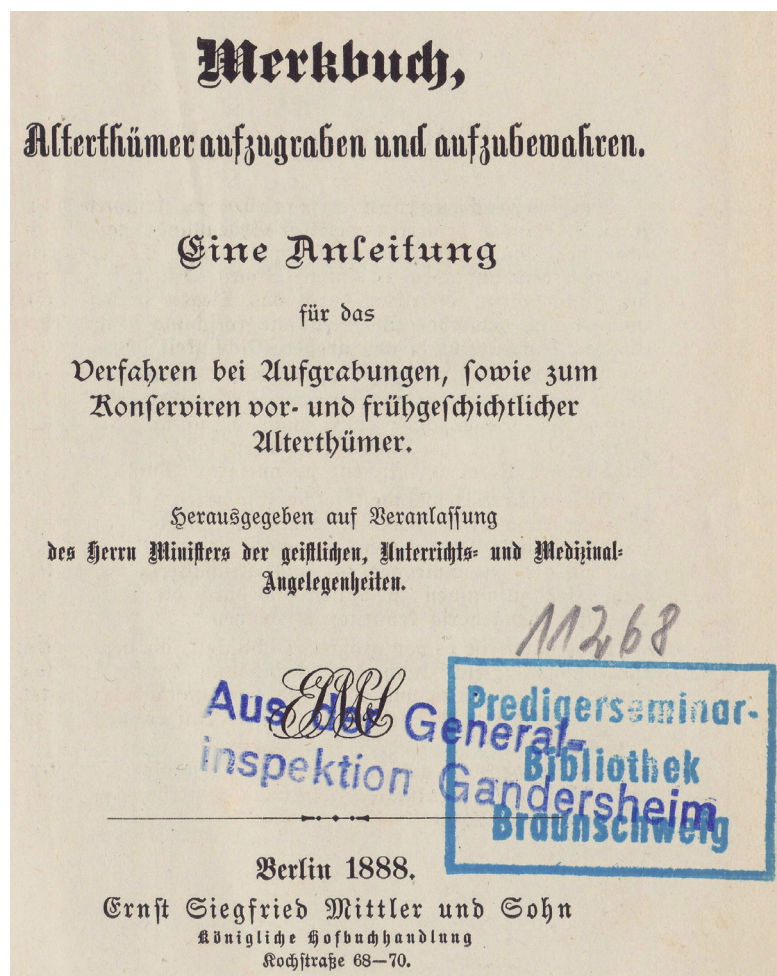 Merkbuch,
Alterthümer aufzugraben und aufzubewahren.
Eine Anleitung
für das
Verfahren bei Aufgrabungen, sowie zum
Konserviren vor- und frühgeschichtlicher
Alterthümer.
Herausgegeben auf Veranlassung
des Herrn Ministers der geistlichen, Unterrichts- und Medizinal-
Angelegenheiten.
11268
Aus der General-
inspektion Gandersheim
Predigerseminar-
Bibliothek
Braunschweig
Berlin 1888.
Ernst Siegfried Mittler und Sohn
Königliche Hofbuchhandlung
Kochstraße 68—70.